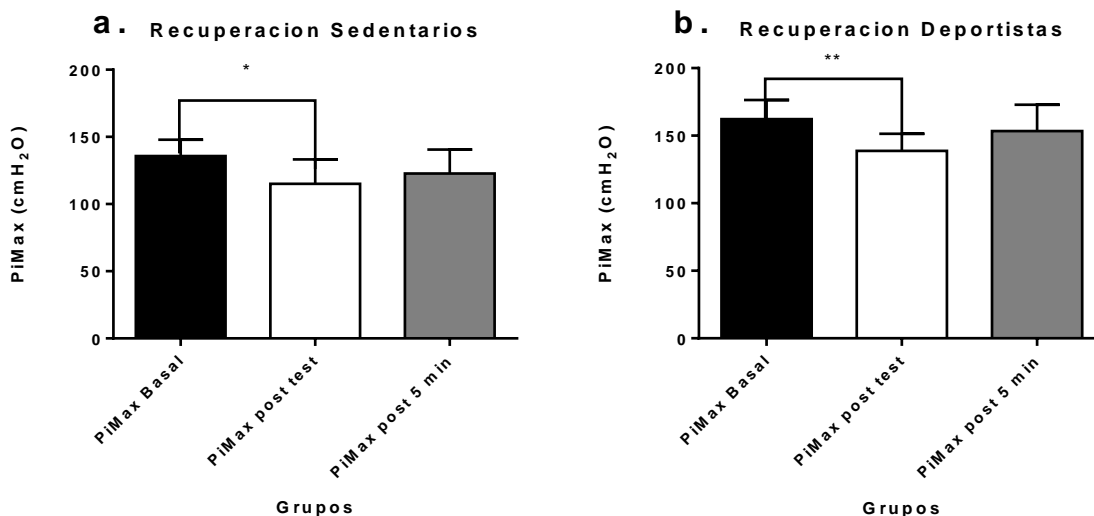 a. Recuperacion Sedentarios
*
200
150
100
50
0
PiMax (cmH₂O)
PiMax Basal
PiMax post test
PiMax post 5 min
Grupos
b. Recuperacion Deportistas
**
200
150
100
50
0
PiMax (cmH₂O)
PiMax Basal
PiMax post test
PiMax post 5 min
Grupos